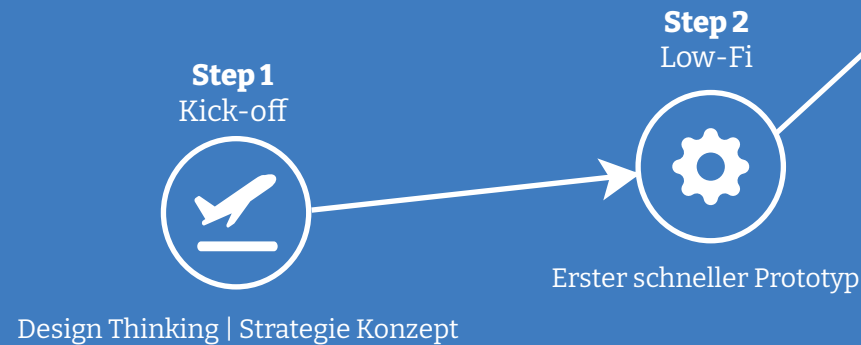 Step 1
Kick-off
Design Thinking | Strategie Konzept
Step 2
Low-Fi
Erster schneller Prototyp